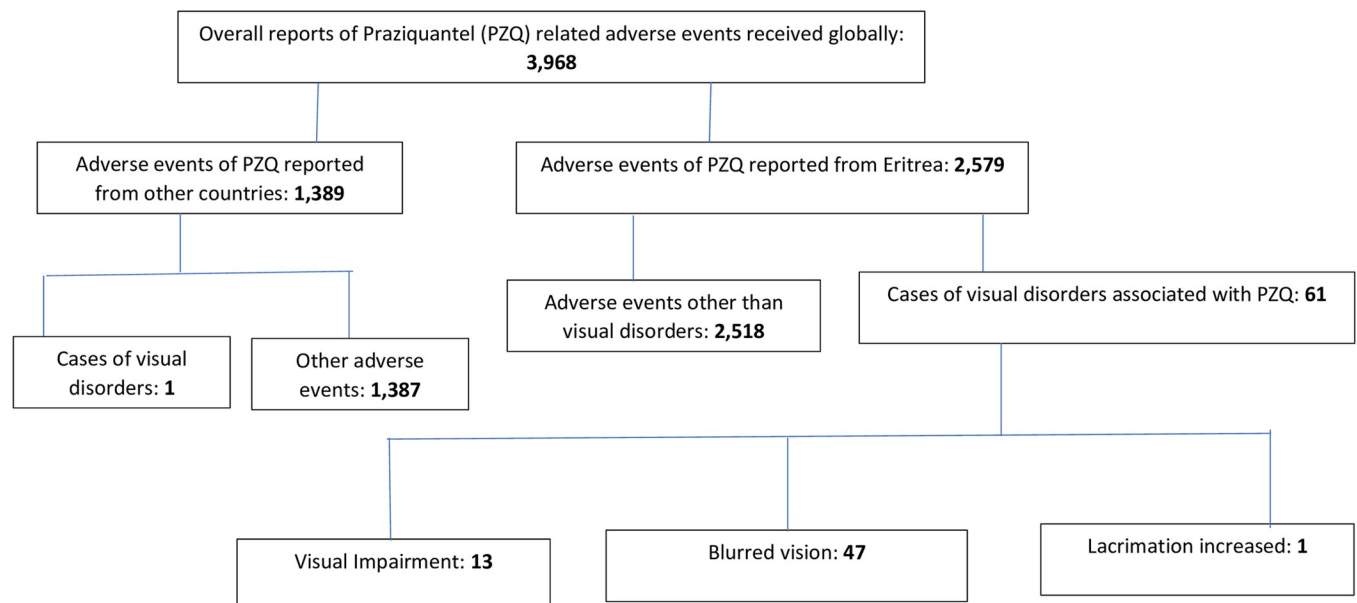 Overall reports of Praziquantel (PZQ) related adverse events received globally:
3,968
Adverse events of PZQ reported
from other countries: 1,389
Adverse events of PZQ reported from Eritrea: 2,579
Adverse events other than
visual disorders: 2,518
Cases of visual disorders associated with PZQ: 61
Cases of visual
disorders: 1
Other adverse
events: 1,387
Visual Impairment: 13
Blurred vision: 47
Lacrimation increased: 1